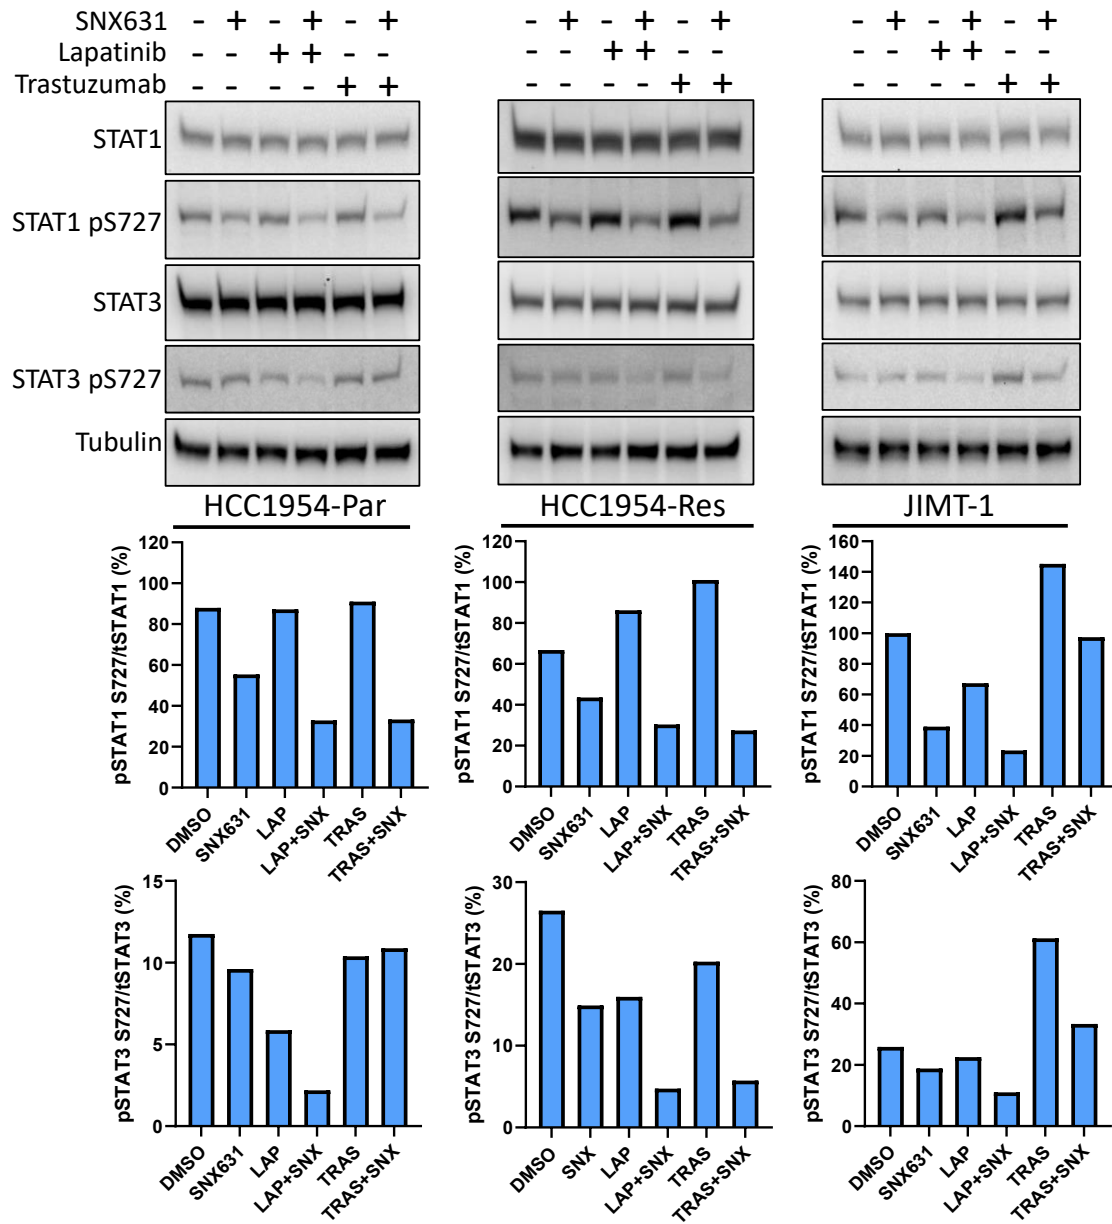 SNX631 - + - + - + - + - + - + - + - + - +
Lapatinib - - + + - - - - + + - - - - + + - -
Trastuzumab - - - - + + - - - - + + - - - - + +
STAT1
STAT1 pS727
STAT3
STAT3 pS727
Tubulin
HCC1954-Par HCC1954-Res JIMT-1
pSTAT1 S727/tSTAT1 (%)
120
100
80
60
40
20
0
DMSO SNX631 LAP LAP+SNX TRAS TRAS+SNX
pSTAT1 S727/tSTAT1 (%)
120
100
80
60
40
20
0
DMSO SNX631 LAP LAP+SNX TRAS TRAS+SNX
pSTAT1 S727/tSTAT1 (%)
160
140
120
100
80
60
40
20
0
DMSO SNX631 LAP LAP+SNX TRAS TRAS+SNX
pSTAT3 S727/tSTAT3 (%)
15
10
5
0
DMSO SNX631 LAP LAP+SNX TRAS TRAS+SNX
pSTAT3 S727/tSTAT3 (%)
30
20
10
0
DMSO SNX LAP LAP+SNX TRAS TRAS+SNX
pSTAT3 S727/tSTAT3 (%)
80
60
40
20
0
DMSO SNX631 LAP LAP+SNX TRAS TRAS+SNX